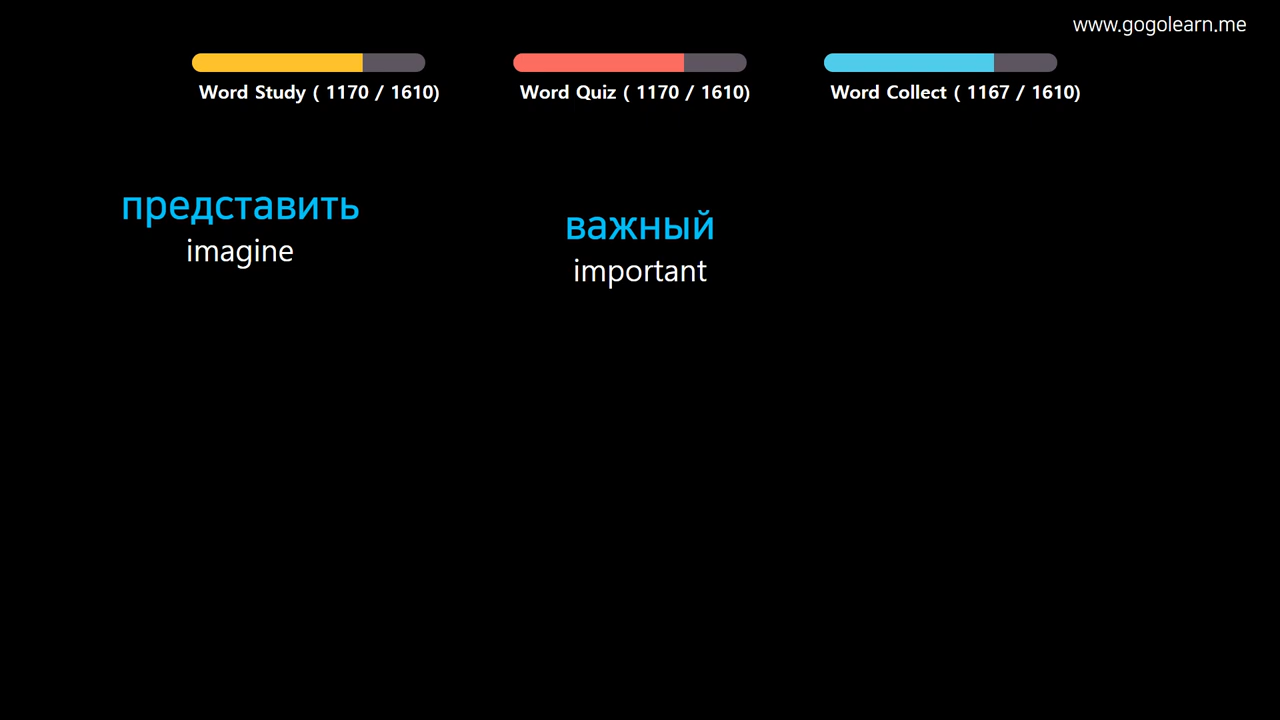 www.gogolearn.me
Word Study ( 1170 / 1610)
Word Quiz ( 1170 / 1610)
Word Collect ( 1167 / 1610)
представить
imagine
важный
important